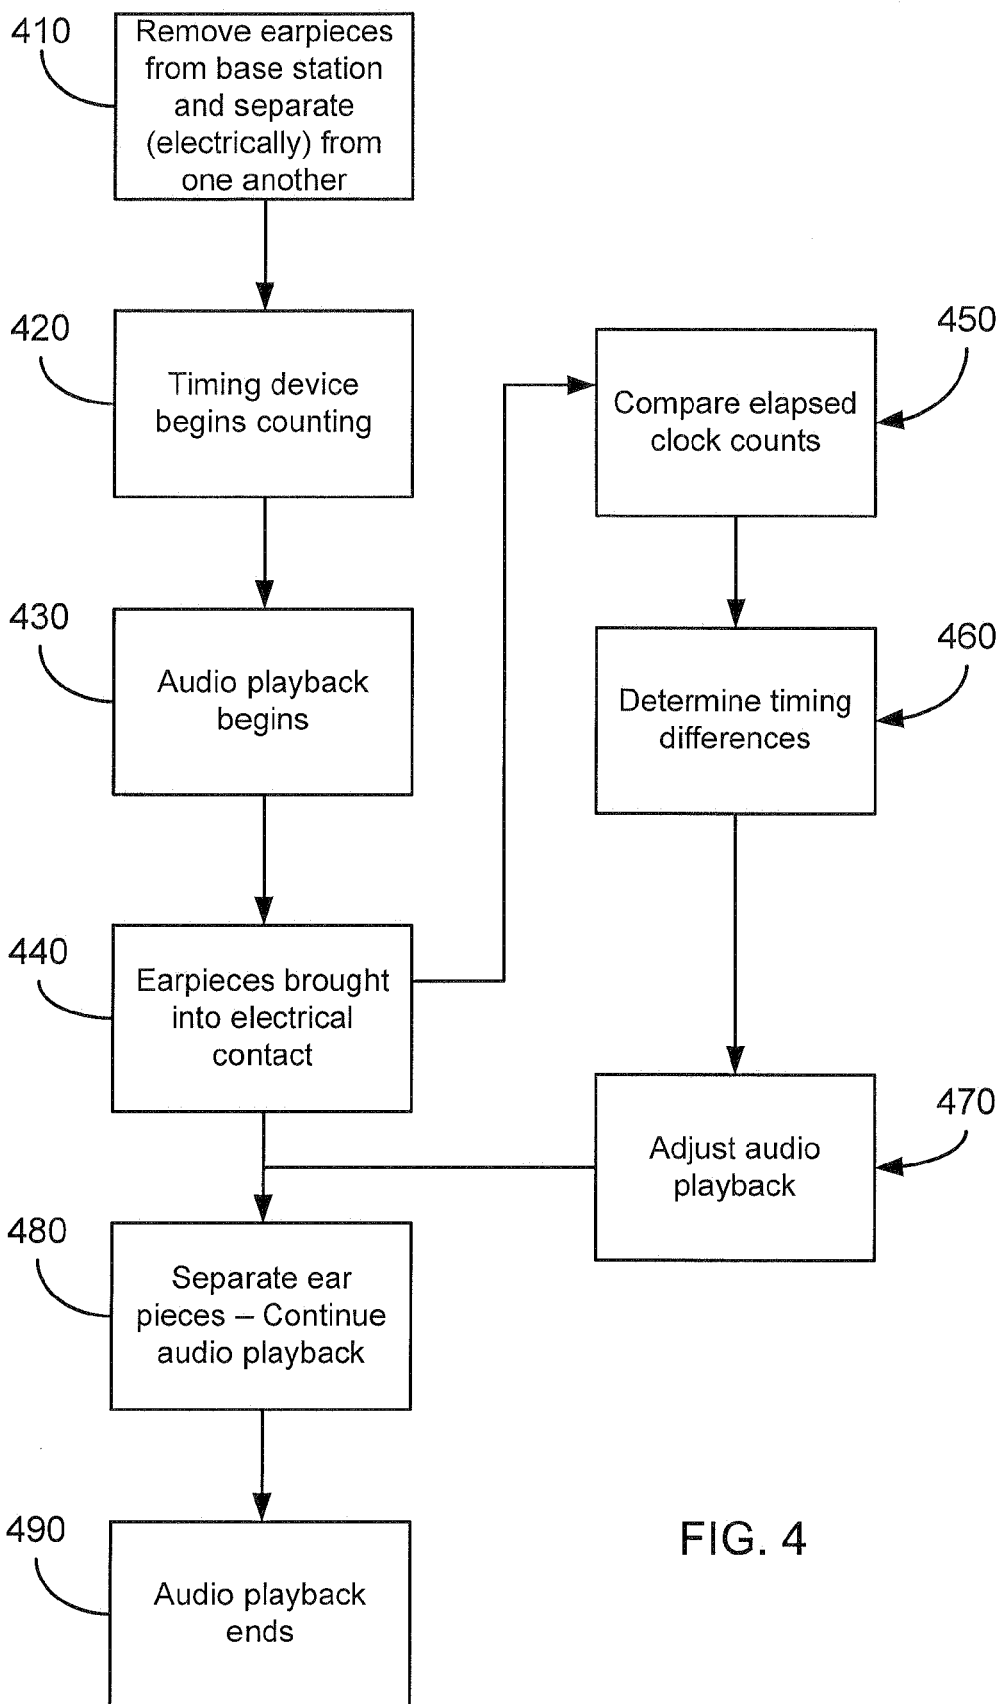 410
Remove earpieces
from base station
and separate
(electrically) from
one another
420
Timing device
begins counting
430
Audio playback
begins
440
Earpieces brought
into electrical
contact
450
Compare elapsed
clock counts
460
Determine timing
differences
470
Adjust audio
playback
480
Separate ear
pieces – Continue
audio playback
490
Audio playback
ends
FIG. 4